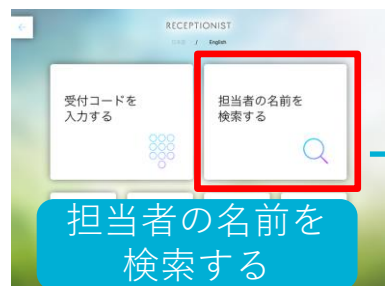 RECEPTIONIST
日本語 / English
受付コードを
入力する
担当者の名前を
検索する
担当者の名前を
検索する